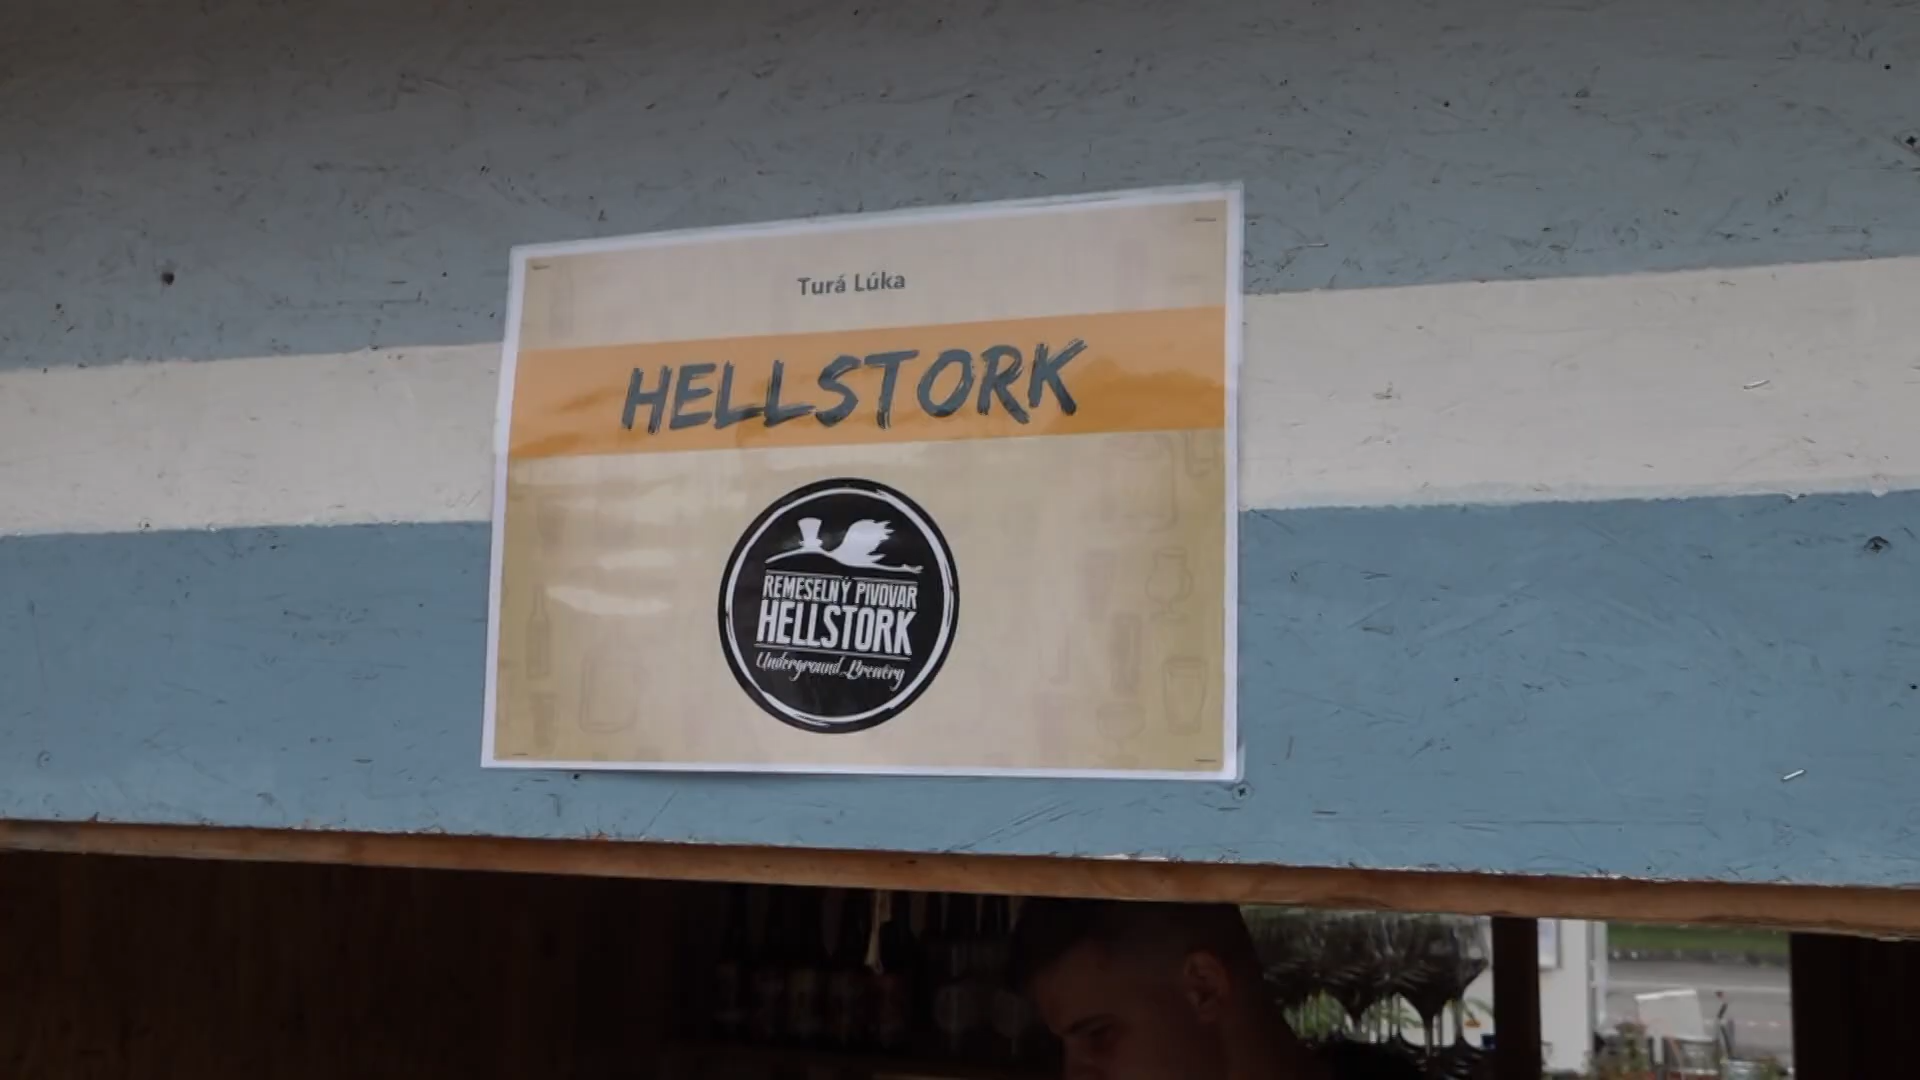 Turá Lúka
HELLSTORK
REMESELNÝ PIVOVAR
HELLSTORK
Underground Brewery